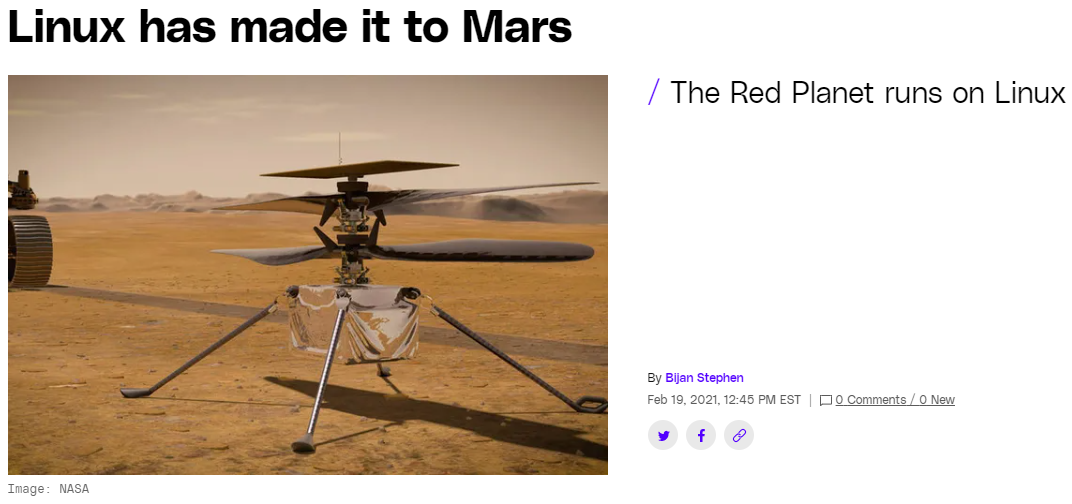 Linux has made it to Mars
/ The Red Planet runs on Linux
By Bijan Stephen
Feb 19, 2021, 12:45 PM EST | 0 Comments / 0 New
Image: NASA